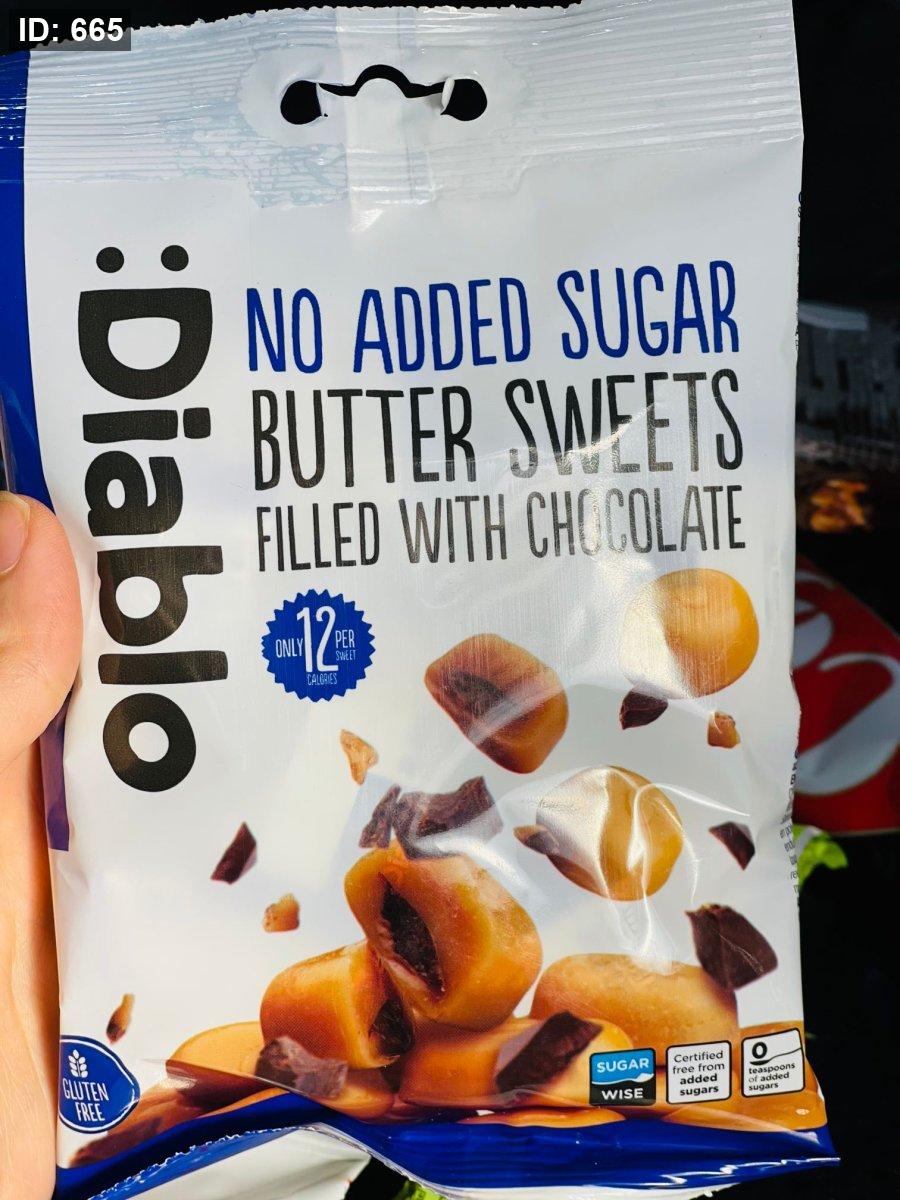 ID: 665
:Diablo
NO ADDED SUGAR
BUTTER SWEETS
FILLED WITH CHOCOLATE
ONLY 12 PER
SWEET
CALORIES
GLUTEN
FREE
SUGAR
WISE
Certified
free from
added
sugars
0
teaspoons
of added
sugars